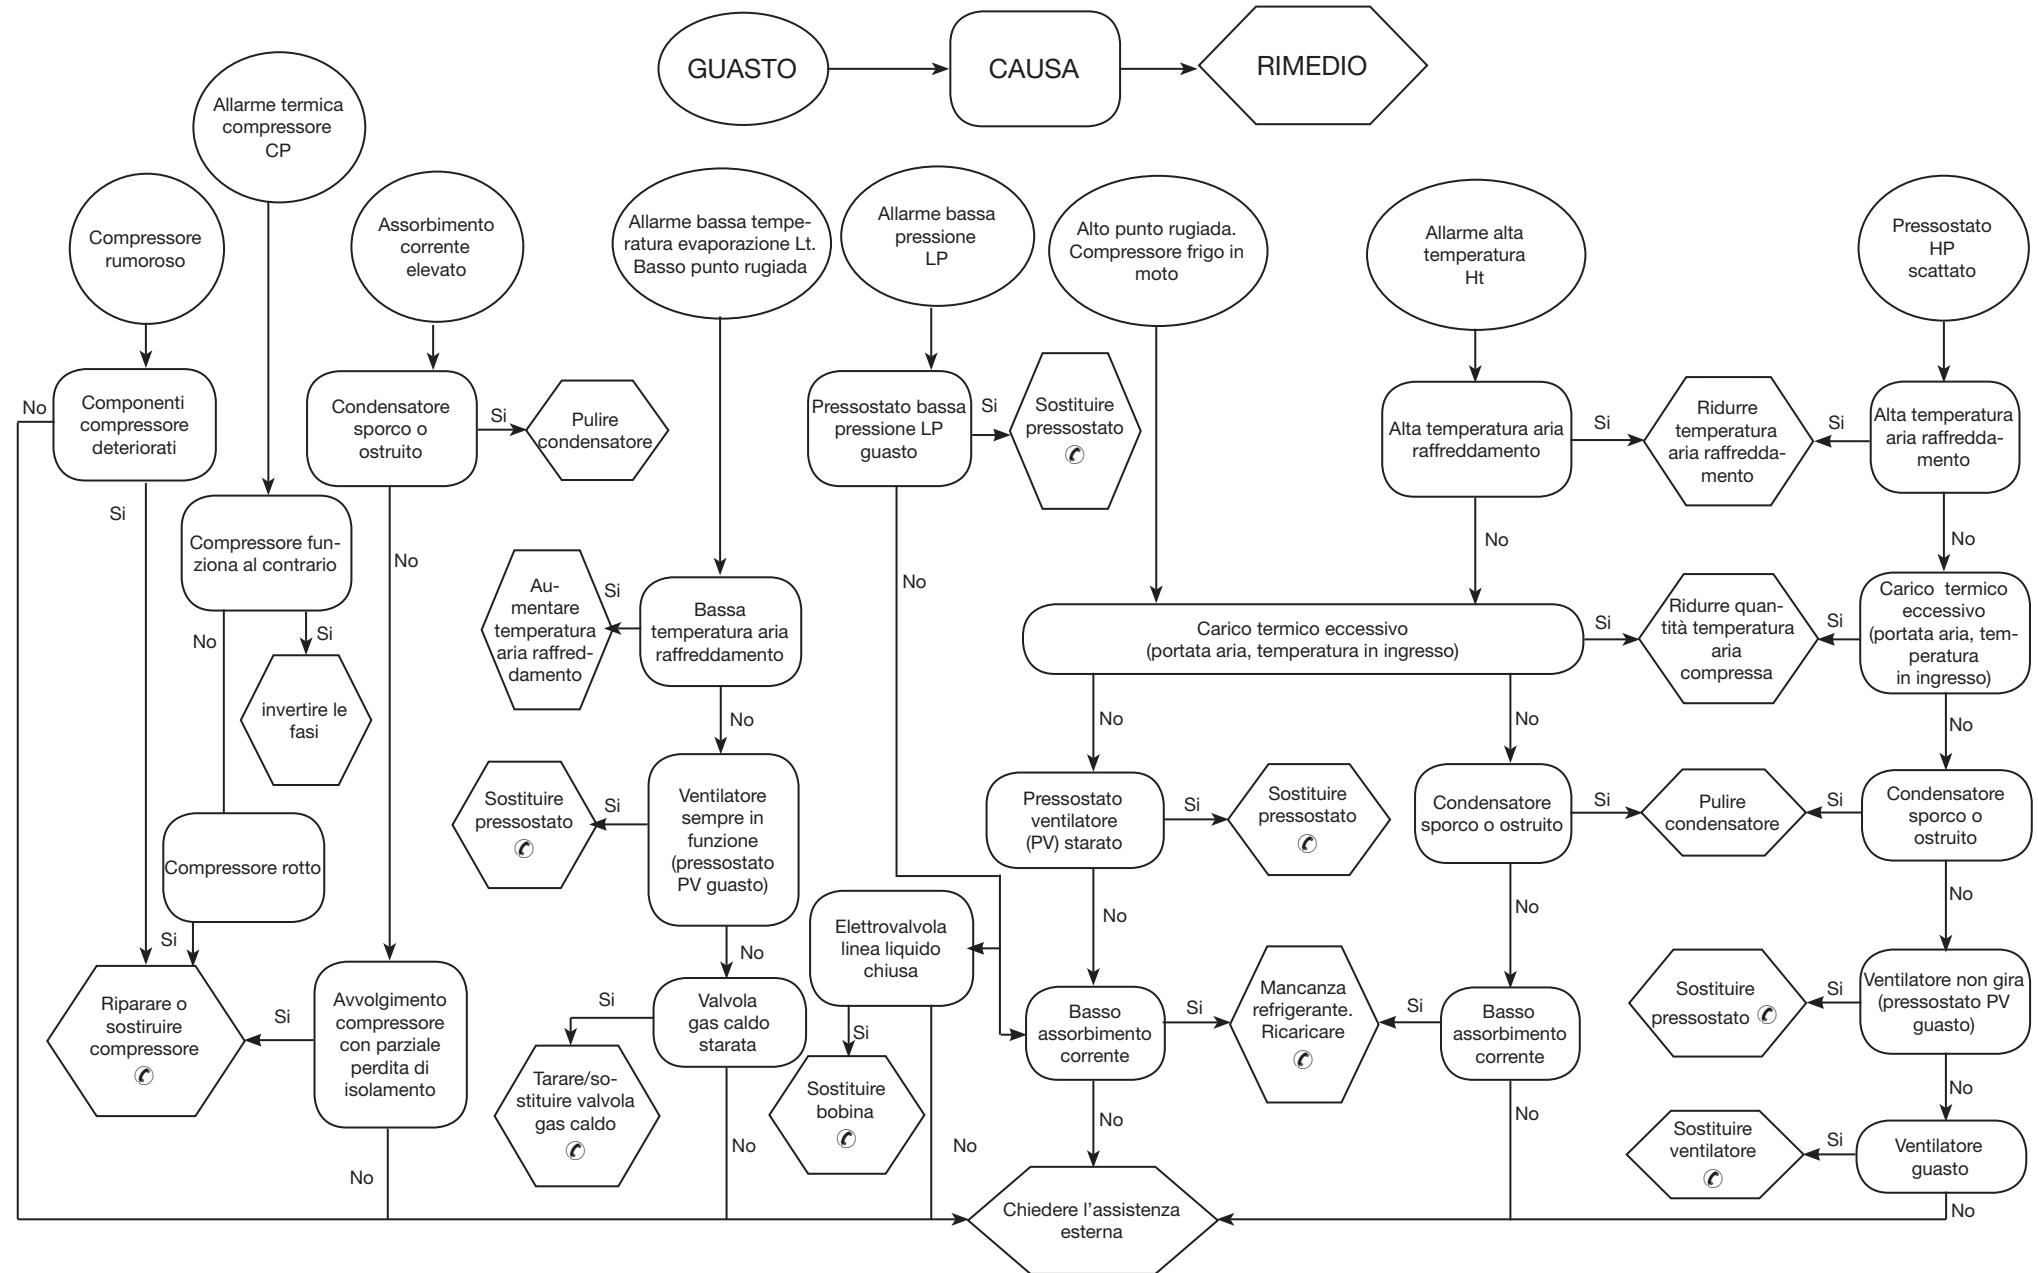 GUASTO
CAUSA
RIMEDIO
Allarme termica
compressore
CP
Compressore
rumoroso
Assorbimento
corrente
elevato
Allarme bassa tempe-
ratura evaporazione Lt.
Basso punto rugiada
Allarme bassa
pressione
LP
Alto punto rugiada.
Compressore frigo in
moto
Allarme alta
temperatura
Ht
Pressostato
HP
scattato
No
Componenti
compressore
deteriorati
Si
Condensatore
sporco o
ostruito
Si
Pulire
condensatore
No
Pressostato bassa
pressione LP
guasto
Si
Sostituire
pressostato
✆
No
Alta temperatura aria
raffreddamento
Si
Ridurre
temperatura
aria raffredda-
mento
Si
Alta temperatura
aria raffredda-
mento
No
No
Compressore fun-
ziona al contrario
No
Si
invertire le
fasi
Au-
mentare
temperatura
aria raffred-
damento
Si
Bassa
temperatura aria
raffreddamento
No
Carico termico eccessivo
(portata aria, temperatura in ingresso)
Si
Ridurre quan-
tità temperatura
aria
compressa
Si
Carico termico
eccessivo
(portata aria, tem-
peratura
in ingresso)
No
No
No
Sostituire
pressostato
✆
Si
Ventilatore
sempre in
funzione
(pressostato
PV guasto)
No
Pressostato
ventilatore
(PV) starato
Si
Sostituire
pressostato
✆
No
Condensatore
sporco o ostruito
Si
Pulire
condensatore
Si
Condensatore
sporco o
ostruito
No
No
Compressore rotto
Si
Elettrovalvola
linea liquido
chiusa
Si
No
Riparare o
sostiruire
compressore
✆
Si
Avvolgimento
compressore
con parziale
perdita di
isolamento
No
Si
Valvola
gas caldo
starata
No
Tarare/so-
stituire valvola
gas caldo
✆
Sostituire
bobina
✆
Basso
assorbimento
corrente
Si
Mancanza
refrigerante.
Ricaricare
✆
Si
Basso
assorbimento
corrente
No
No
Sostituire
pressostato ✆
Si
Ventilatore non gira
(pressostato PV
guasto)
No
Sostituire
ventilatore
✆
Si
Ventilatore
guasto
No
Chiedere l'assistenza
esterna